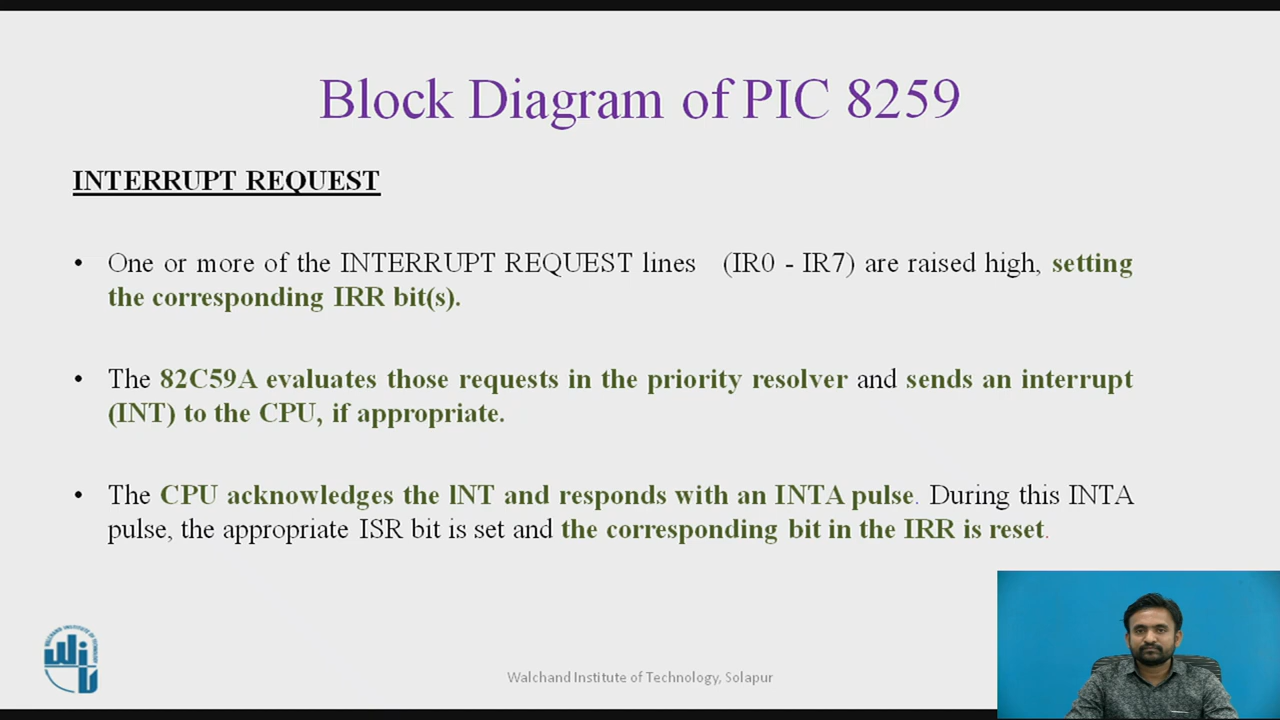 Block Diagram of PIC 8259
INTERRUPT REQUEST
• One or more of the INTERRUPT REQUEST lines (IR0 - IR7) are raised high, setting
the corresponding IRR bit(s).
• The 82C59A evaluates those requests in the priority resolver and sends an interrupt
(INT) to the CPU, if appropriate.
• The CPU acknowledges the lNT and responds with an INTA pulse. During this INTA
pulse, the appropriate ISR bit is set and the corresponding bit in the IRR is reset.
Walchand Institute of Technology, Solapur